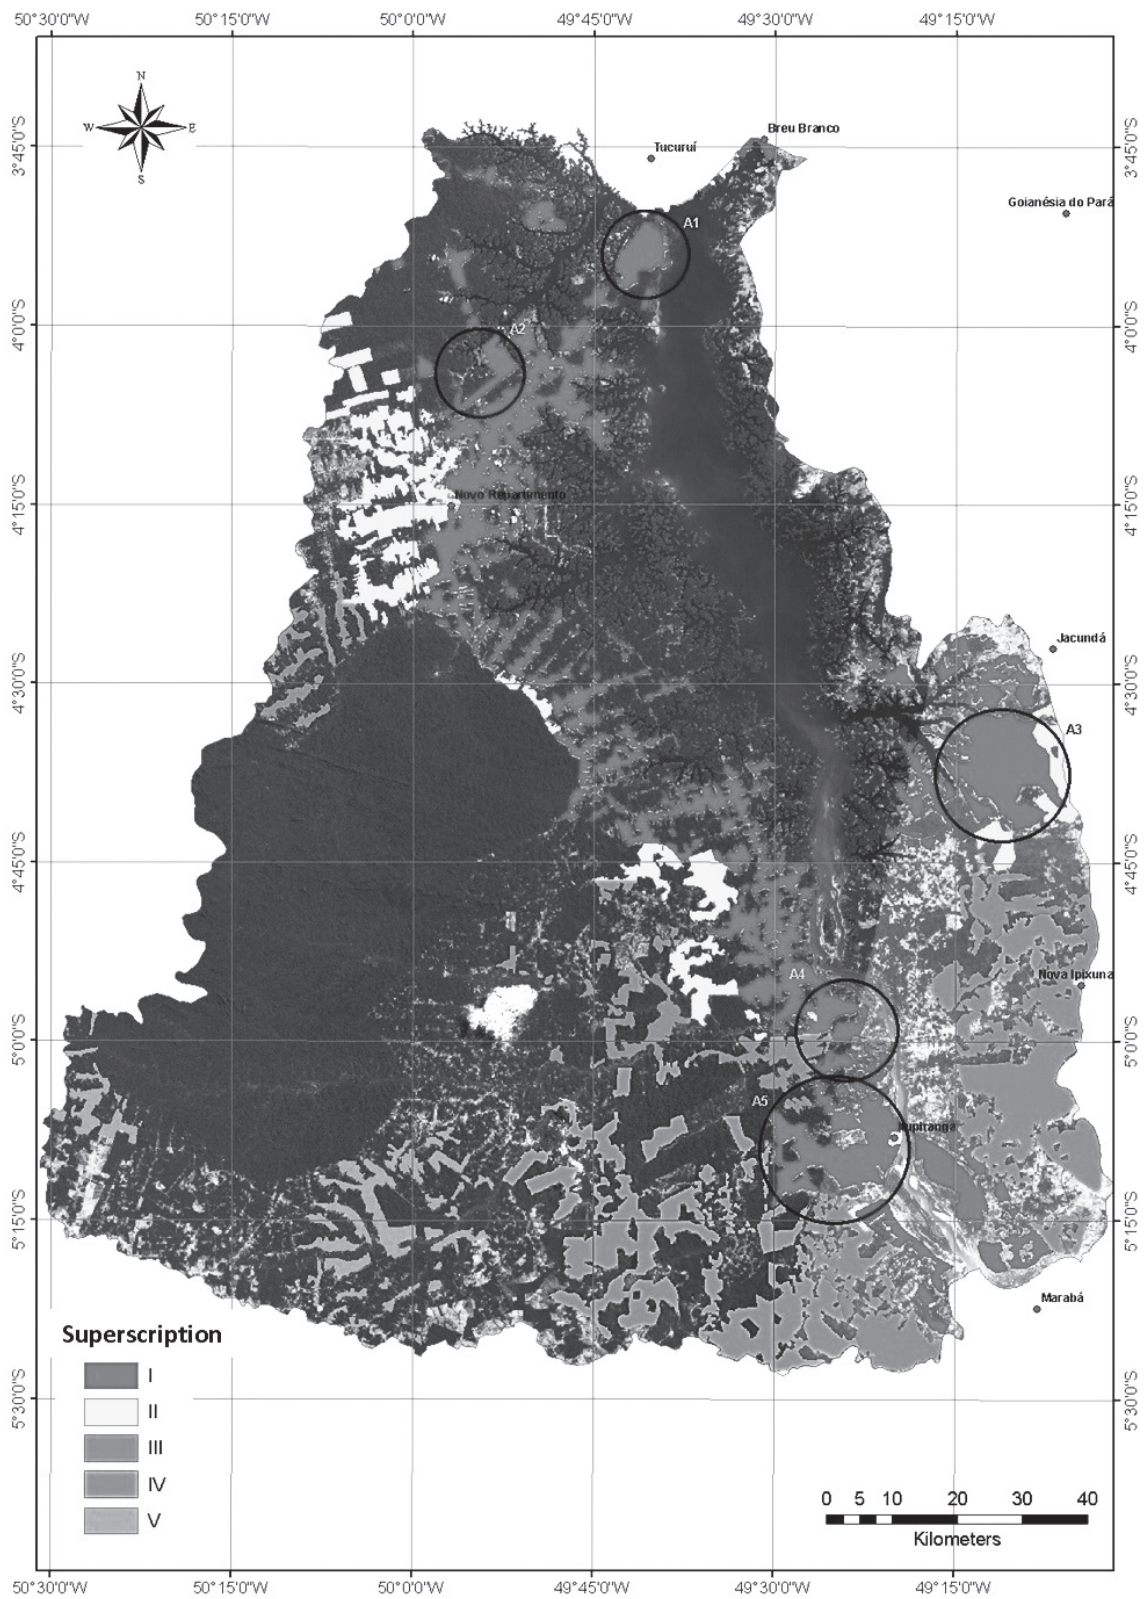 50°30'0"W 50°15'0"W 50°0'0"W 49°45'0"W 49°30'0"W 49°15'0"W
N
W E
S
Breu Branco
Tucuruí
3°45'0"S 3°45'0"S
Goianésia do Pará
A1
4°0'0"S 4°0'0"S
A2
Novo Repartimento
4°15'0"S 4°15'0"S
Jacundá
4°30'0"S 4°30'0"S
A3
4°45'0"S 4°45'0"S
A4
Nova Ipixuna
5°0'0"S 5°0'0"S
A5
5°15'0"S 5°15'0"S
Marabá
Superscription
I
II
III
IV
V
5°30'0"S 5°30'0"S
0 5 10 20 30 40
Kilometers
50°30'0"W 50°15'0"W 50°0'0"W 49°45'0"W 49°30'0"W 49°15'0"W